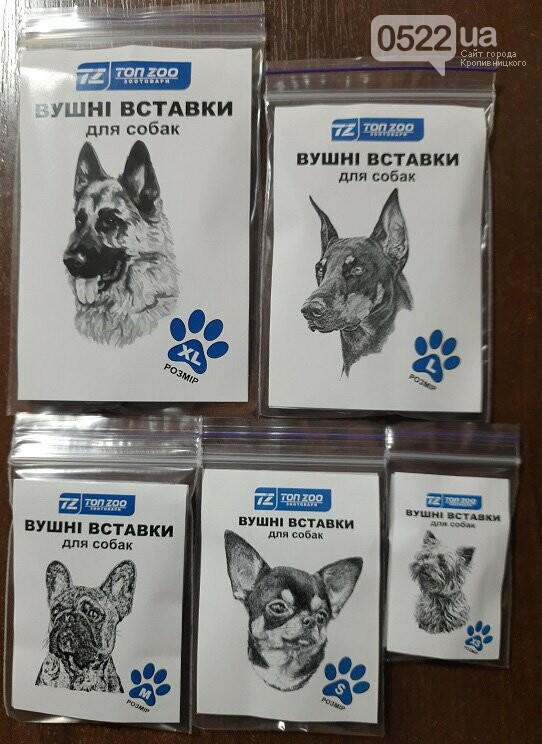 0522 ua
Сайт города
Кропивницкого
TZ ТОП ZOO
ЗООТОВАРИ
ВУШНІ ВСТАВКИ
для собак
XL
РОЗМІР
TZ ТОП ZOO
ЗООТОВАРИ
ВУШНІ ВСТАВКИ
для собак
L
РОЗМІР
TZ ТОП ZOO
ЗООТОВАРИ
ВУШНІ ВСТАВКИ
для собак
M
РОЗМІР
TZ ТОП ZOO
ЗООТОВАРИ
ВУШНІ ВСТАВКИ
для собак
S
РОЗМІР
TZ ТОП ZOO
ВУШНІ ВСТАВКИ
для собак
XS
РОЗМІР